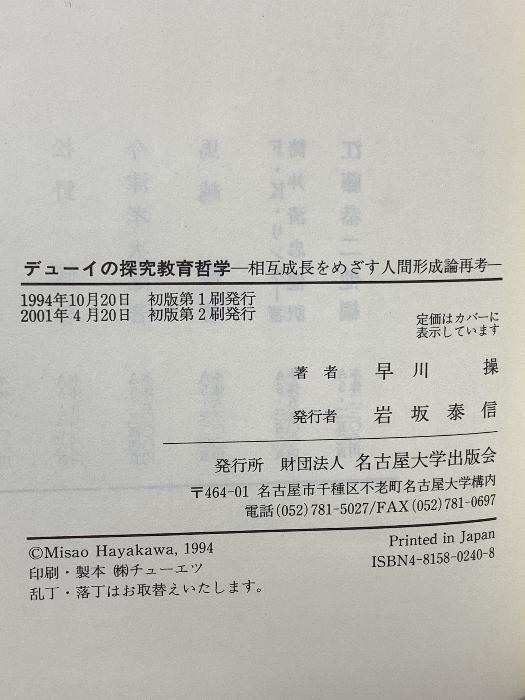 デューイの探究教育哲学―相互成長をめざす人間形成論再考―
1994年10月20日　初版第1刷発行
2001年4月20日　初版第2刷発行
定価はカバーに
表示しています
著者　早川　操
発行者　岩坂泰信
発行所　財団法人　名古屋大学出版会
〒464-01　名古屋市千種区不老町名古屋大学構内
電話(052)781-5027/FAX(052)781-0697
©Misao Hayakawa, 1994
Printed in Japan
印刷・製本 ㈱チューエツ
ISBN4-8158-0240-8
乱丁・落丁はお取替えいたします。